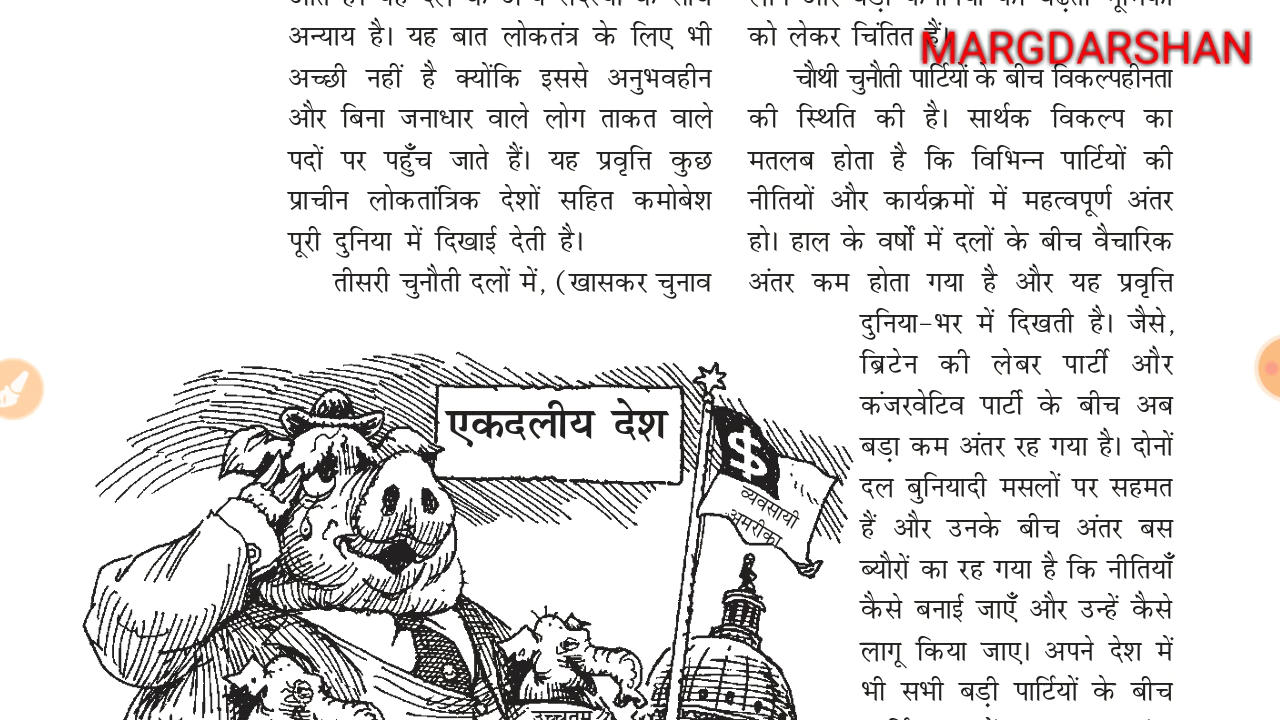 अन्याय है। यह बात लोकतंत्र के लिए भी
अच्छी नहीं है क्योंकि इससे अनुभवहीन
और बिना जनाधार वाले लोग ताकत वाले
पदों पर पहुँच जाते हैं। यह प्रवृत्ति कुछ
प्राचीन लोकतांत्रिक देशों सहित कमोबेश
पूरी दुनिया में दिखाई देती है।
तीसरी चुनौती दलों में, (खासकर चुनाव
को लेकर चिंतित हैं।
MARGDARSHAN
चौथी चुनौती पार्टियों के बीच विकल्पहीनता
की स्थिति की है। सार्थक विकल्प का
मतलब होता है कि विभिन्न पार्टियों की
नीतियों और कार्यक्रमों में महत्वपूर्ण अंतर
हो। हाल के वर्षों में दलों के बीच वैचारिक
अंतर कम होता गया है और यह प्रवृत्ति
दुनिया-भर में दिखती है। जैसे,
ब्रिटेन की लेबर पार्टी और
कंजरवेटिव पार्टी के बीच अब
बड़ा कम अंतर रह गया है। दोनों
दल बुनियादी मसलों पर सहमत
हैं और उनके बीच अंतर बस
ब्यौरों का रह गया है कि नीतियाँ
कैसे बनाई जाएँ और उन्हें कैसे
लागू किया जाए। अपने देश में
भी सभी बड़ी पार्टियों के बीच
एकदलीय देश
$
व्यवसायी
अमरीका
उच्चतम